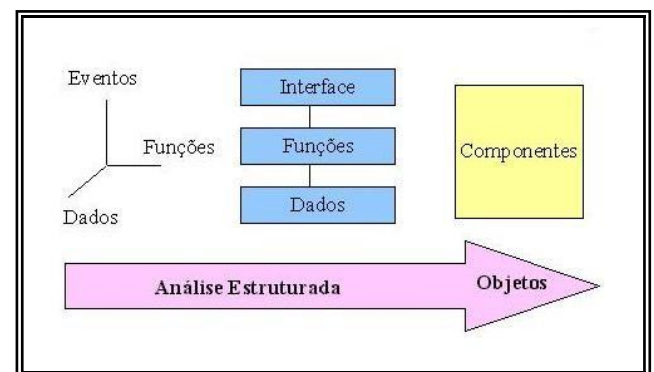 Eventos
Funções
Dados
Interface
Funções
Dados
Componentes
Análise Estruturada
Objetos